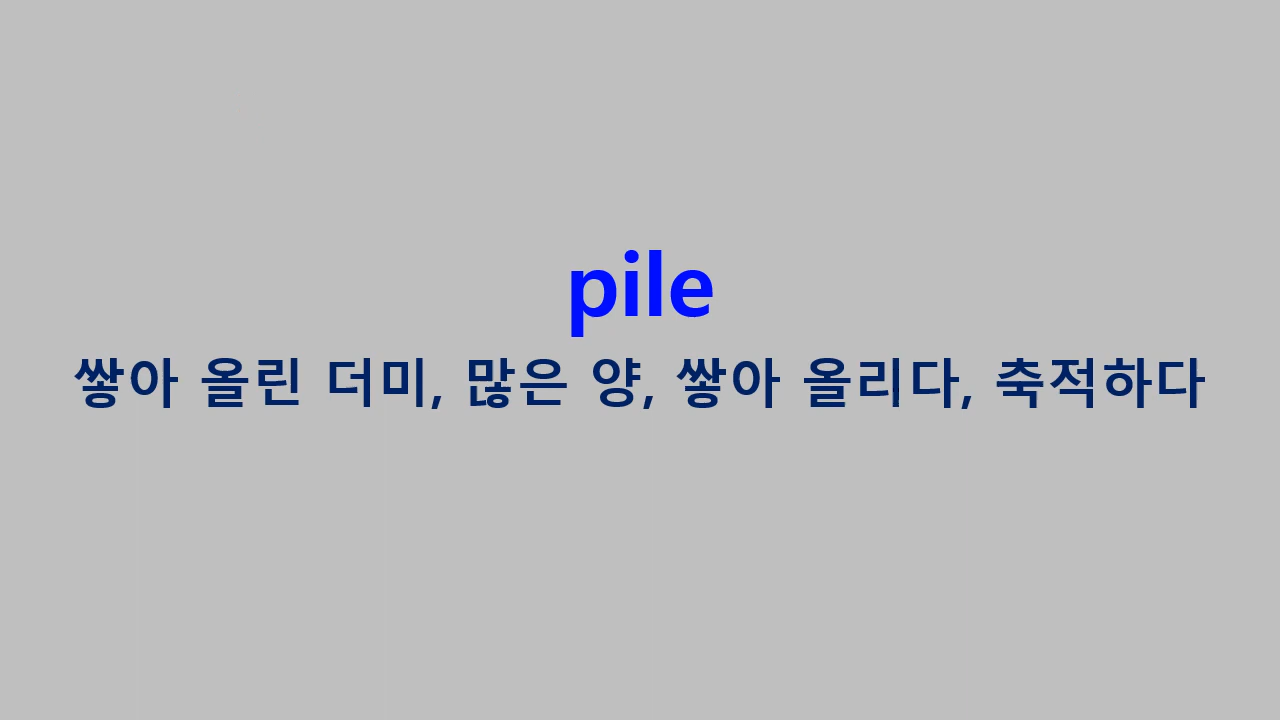 pile
쌓아 올린 더미, 많은 양, 쌓아 올리다, 축적하다